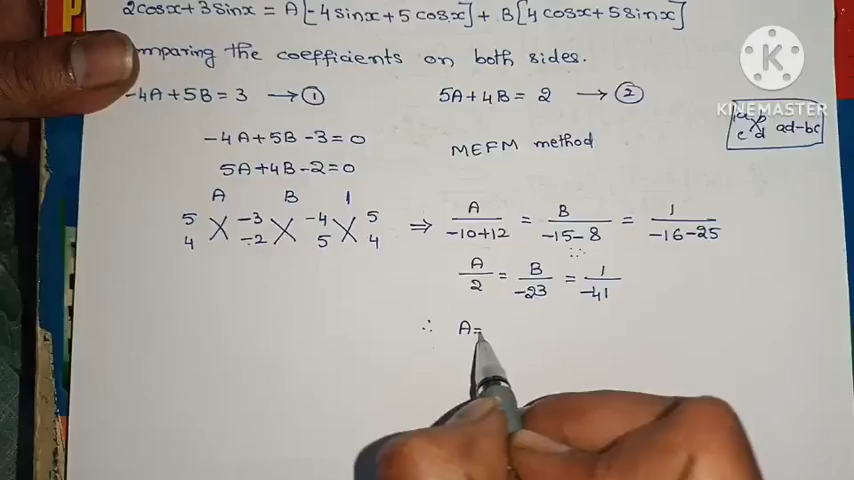 2cosx+3sinx = A[-4sinx+5cosx] + B[4cosx+5sinx]
mparing the coefficients on both sides.
-4A+5B=3 → ① 5A+4B=2 → ②
-4A+5B-3=0
5A+4B-2=0
MEFM method
A B 1
5 -3 -4 5
4 -2 5 4
⇒ A/-10+12 = B/-15-8 = 1/-16-25
A/2 = B/-23 = 1/-41
∴ A=
a b
c d ad-bc
K
KINEMASTER